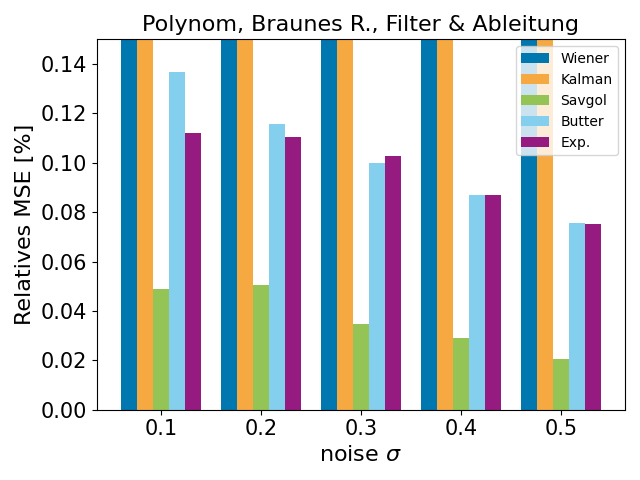 Polynom, Braunes R., Filter & Ableitung
Relatives MSE [%]
0.14
0.12
0.10
0.08
0.06
0.04
0.02
0.00
Wiener
Kalman
Savgol
Butter
Exp.
0.1 0.2 0.3 0.4 0.5
noise σ